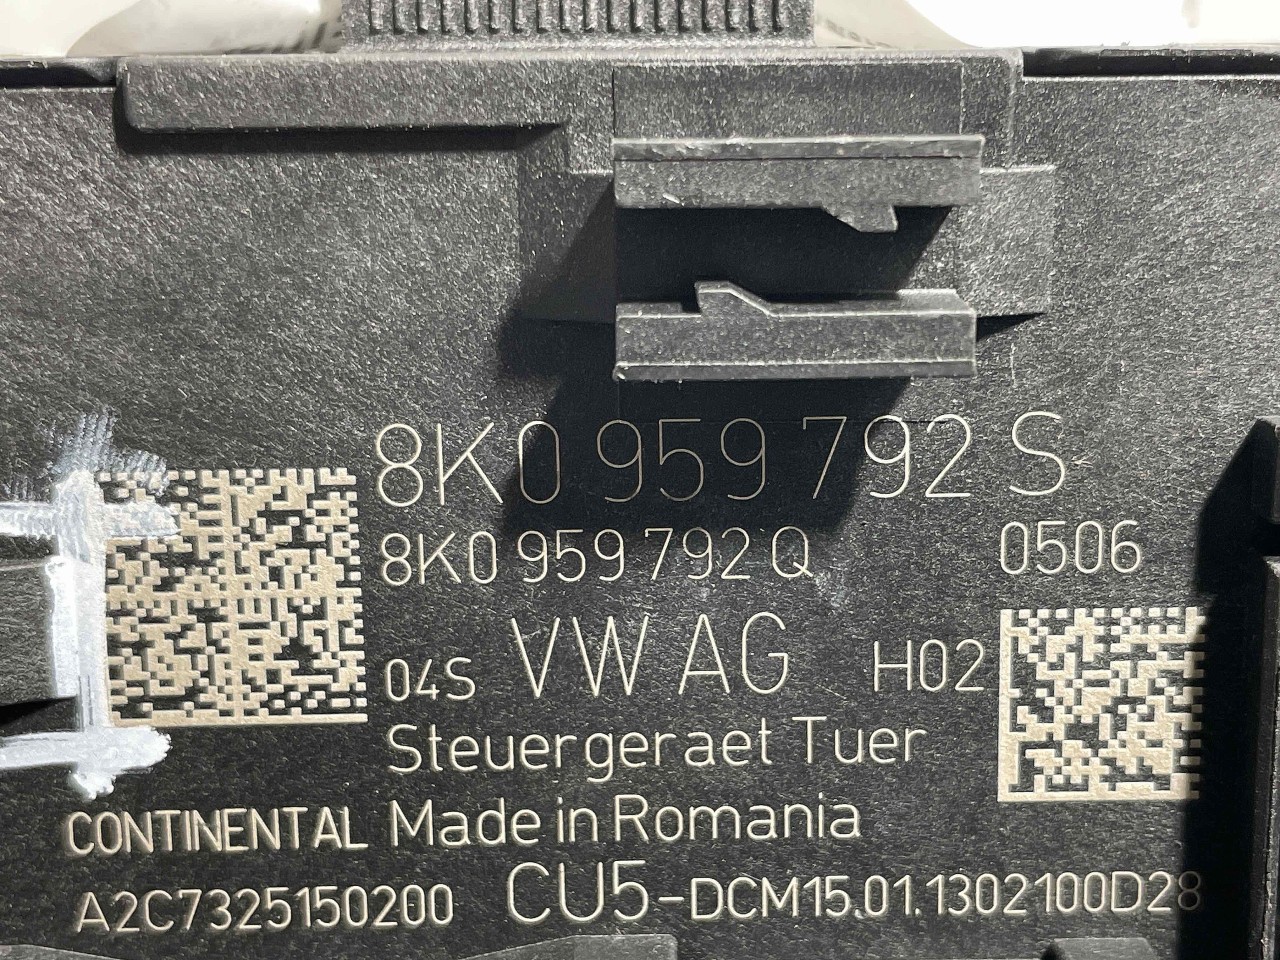 8K0 959 792 S
8K0 959 792 Q 0506
04S VW AG H02
Steuergeraet Tuer
CONTINENTAL Made in Romania
A2C7325150200 CU5-DCM15.01.1302100D28